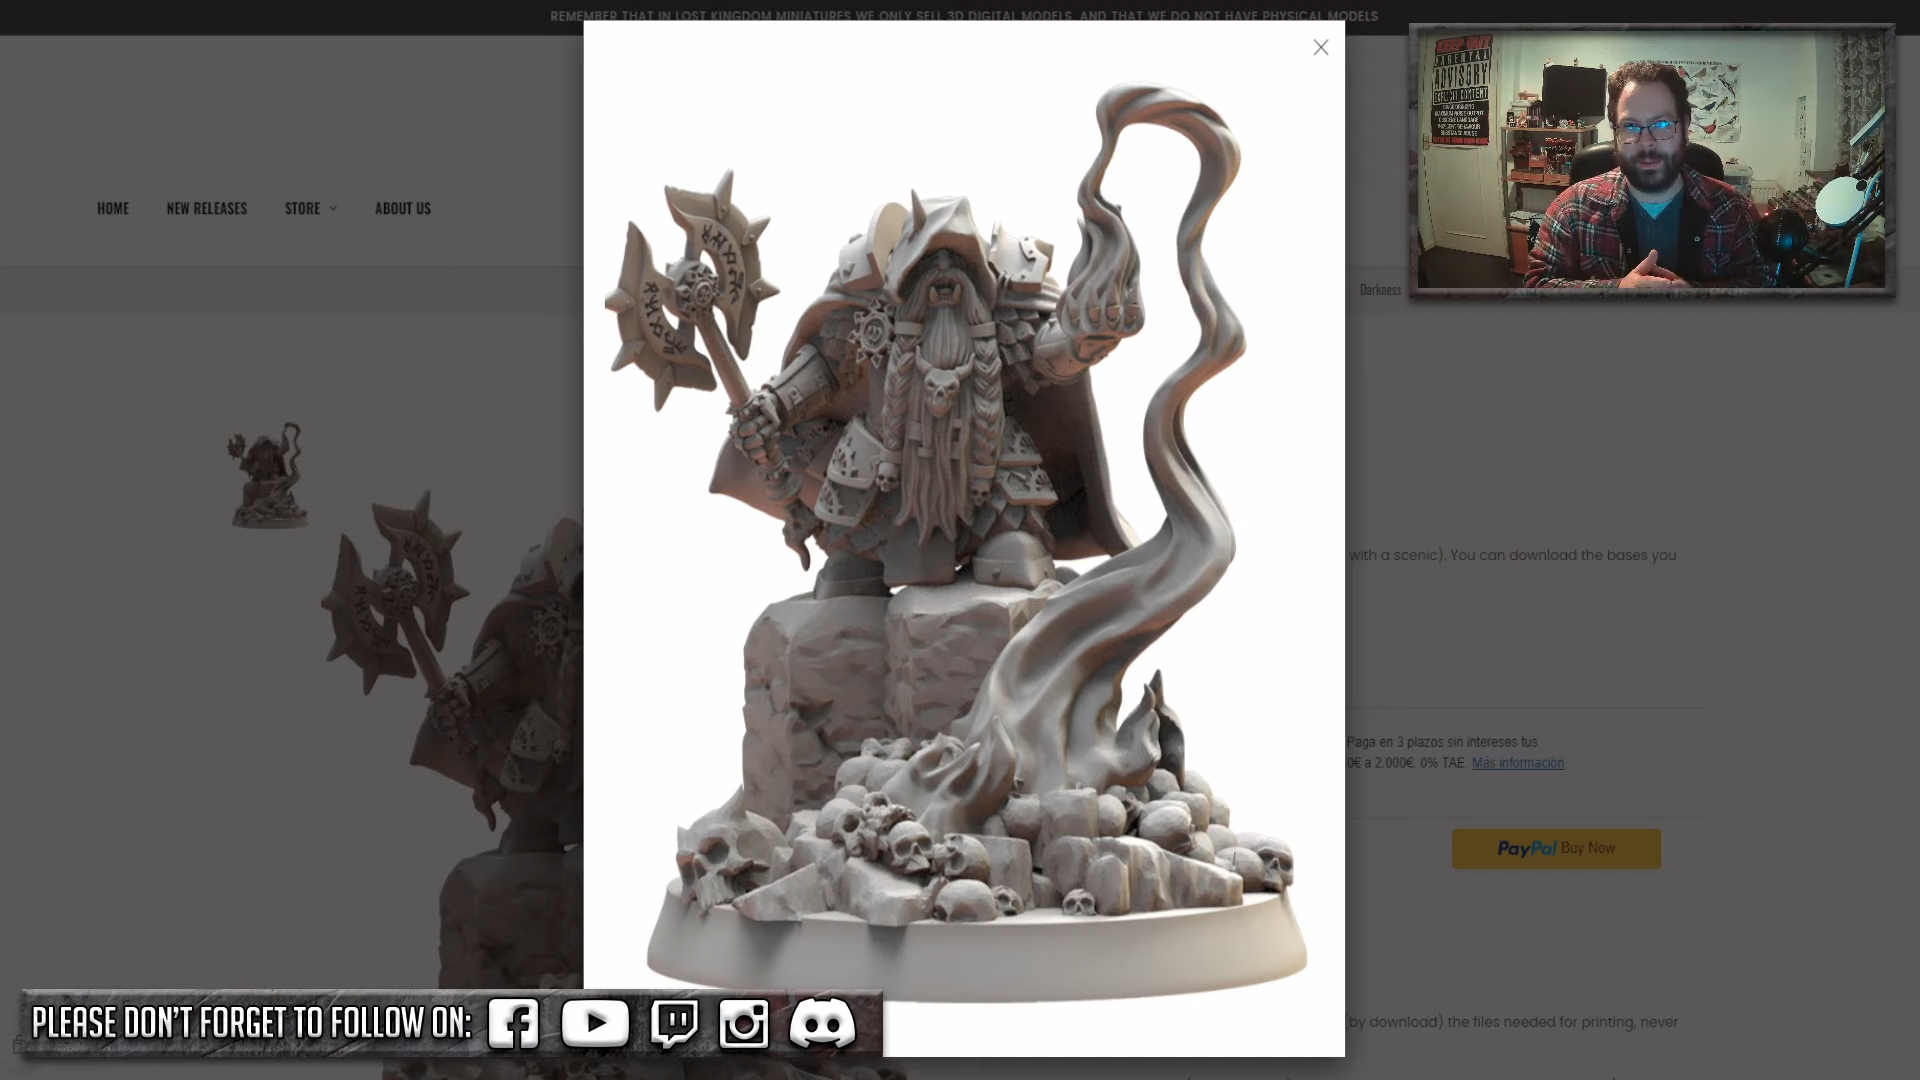 REMEMBER THAT IN LOST KINGDOM MINIATURES WE ONLY SELL 3D DIGITAL MODELS, AND THAT WE DO NOT HAVE PHYSICAL MODELS
KEEP OUT
PARENTAL
ADVISORY
EXPLICIT CONTENT
HOME NEW RELEASES STORE ABOUT US
Darkness
with a scenic). You can download the bases you
Paga en 3 plazos sin intereses tus
0€ a 2.000€. 0% TAE. Más información
PayPal Buy Now
PLEASE DON'T FORGET TO FOLLOW ON:
(by download) the files needed for printing, never